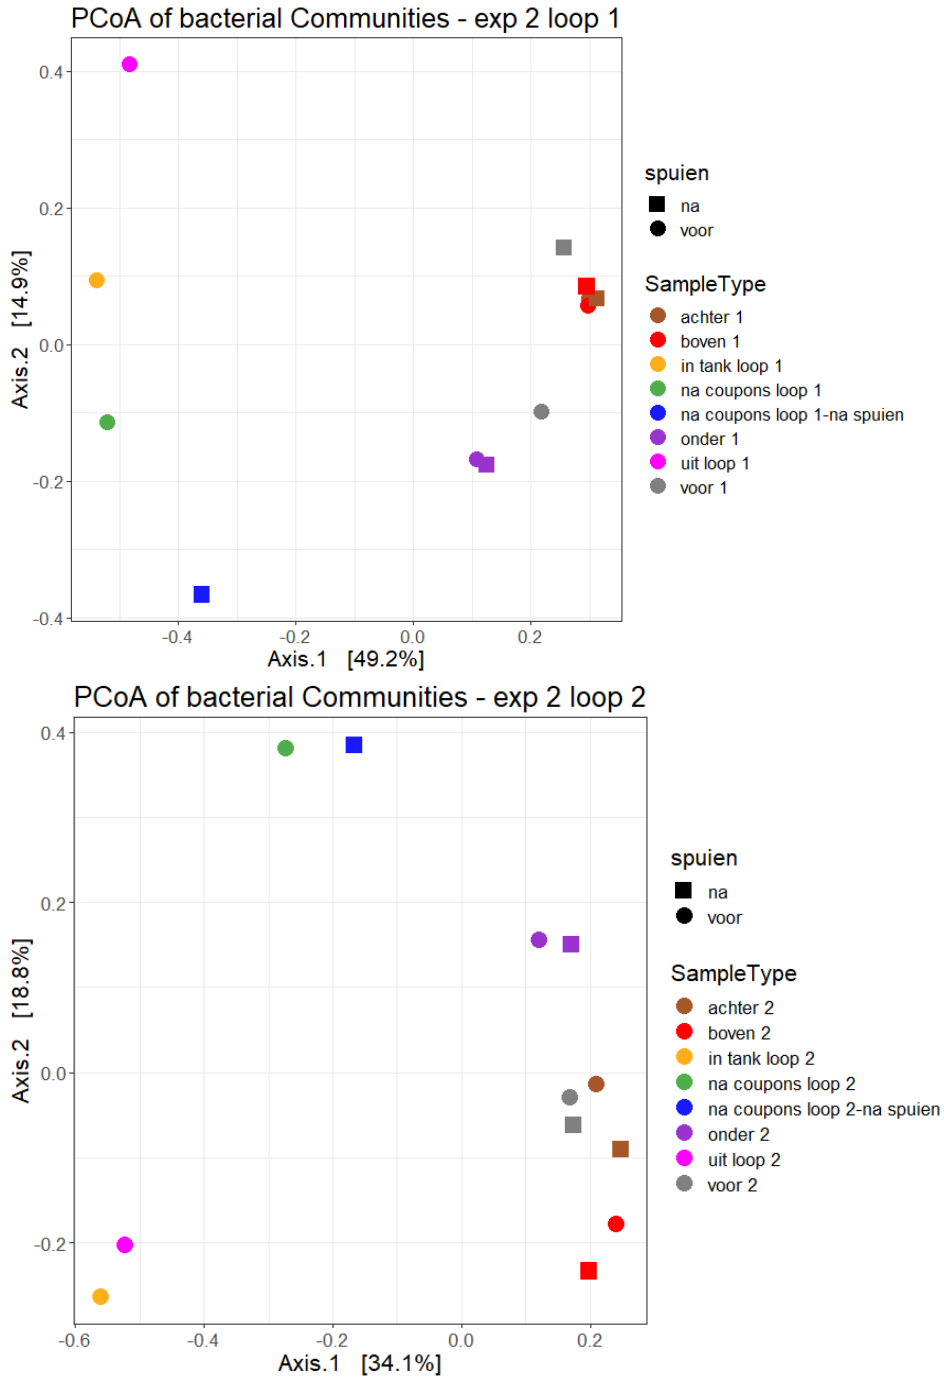 PCoA of bacterial Communities - exp 2 loop 1
0.4
0.2
0.0
-0.2
-0.4
Axis.2 [14.9%]
-0.4
-0.2
0.0
0.2
Axis.1 [49.2%]
spuien
na
voor
SampleType
achter 1
boven 1
in tank loop 1
na coupons loop 1
na coupons loop 1-na spuien
onder 1
uit loop 1
voor 1
PCoA of bacterial Communities - exp 2 loop 2
0.4
0.2
0.0
-0.2
Axis.2 [18.8%]
-0.6
-0.4
-0.2
0.0
0.2
Axis.1 [34.1%]
spuien
na
voor
SampleType
achter 2
boven 2
in tank loop 2
na coupons loop 2
na coupons loop 2-na spuien
onder 2
uit loop 2
voor 2